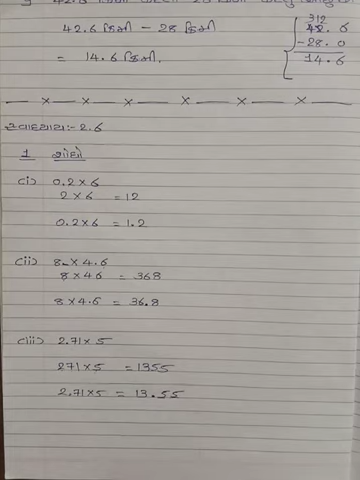 42.6 કિમી - 28 કિમી
312
42.6
-28.0
= 14.6 કિમી.
14.6
— x — x — x — x — x — x —
સ્વાધ્યાય:- 2.6
1 શોધો
(i) 0.2 x 6
2 x 6 = 12
0.2 x 6 = 1.2
(ii) 8 x 4.6
8 x 46 = 368
8 x 4.6 = 36.8
(iii) 2.71 x 5
271 x 5 = 1355
2.71 x 5 = 13.55